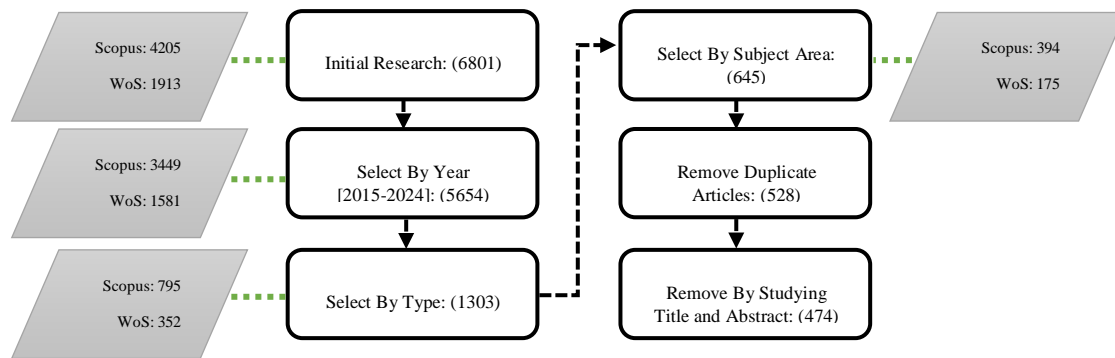 Scopus: 4205
WoS: 1913
Initial Research: (6801)
Scopus: 3449
WoS: 1581
Select By Year
[2015-2024]: (5654)
Scopus: 795
WoS: 352
Select By Type: (1303)
Select By Subject Area:
(645)
Scopus: 394
WoS: 175
Remove Duplicate
Articles: (528)
Remove By Studying
Title and Abstract: (474)